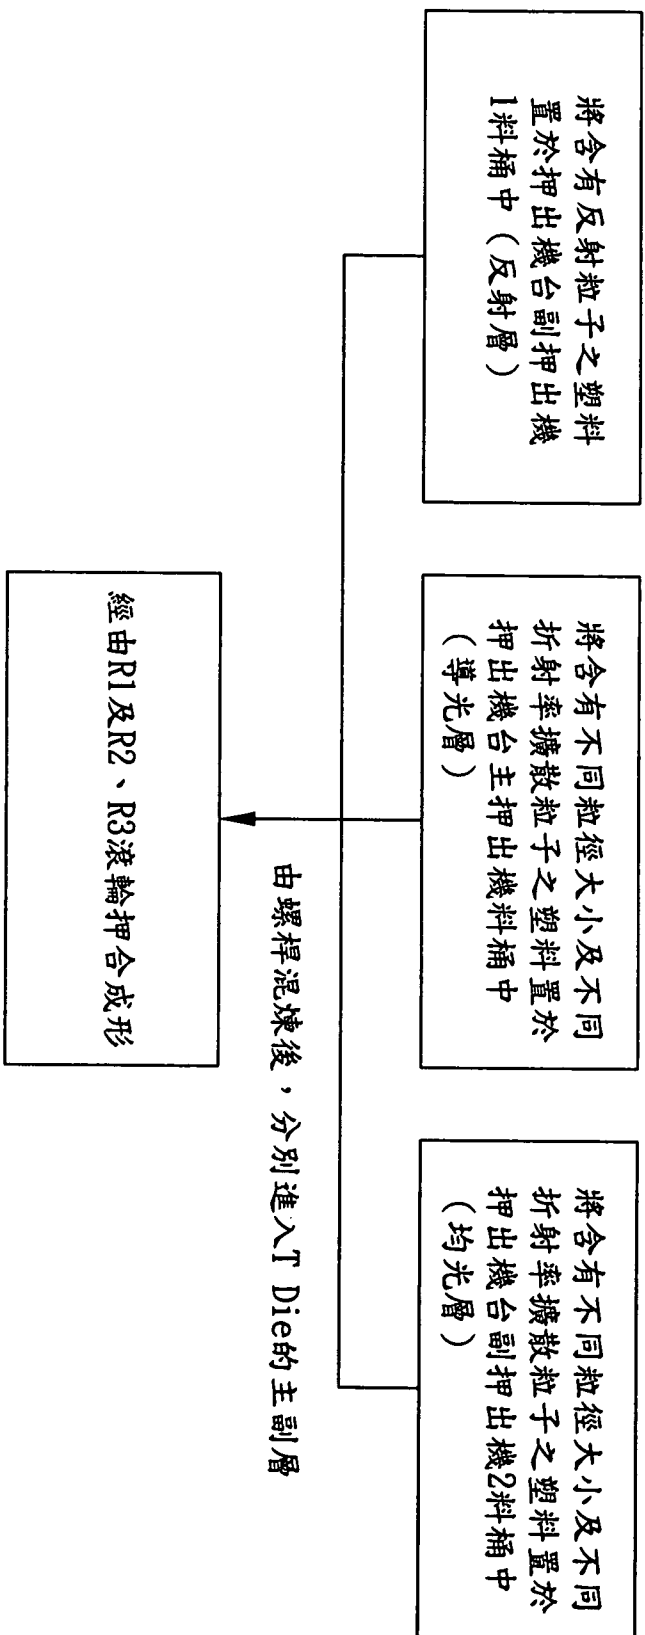 將含有反射粒子之塑料
置於押出機台副押出機
1料桶中（反射層）
將含有不同粒徑大小及不同
折射率擴散粒子之塑料置於
押出機台主押出機料桶中
（導光層）
將含有不同粒徑大小及不同
折射率擴散粒子之塑料置於
押出機台副押出機2料桶中
（均光層）
由螺桿混煉後，分別進入T Die的主副層
經由R1及R2、R3滾輪押合成形